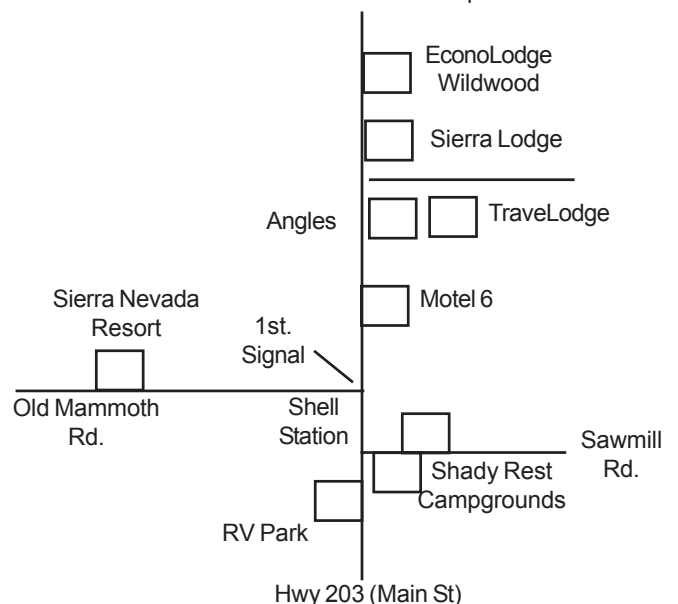 EconoLodge
Wildwood
Sierra Lodge
Angles
TraveLodge
Sierra Nevada
Resort
Motel 6
1st.
Signal
Old Mammoth
Rd.
Shell
Station
Sawmill
Rd.
Shady Rest
Campgrounds
RV Park
Hwy 203 (Main St)